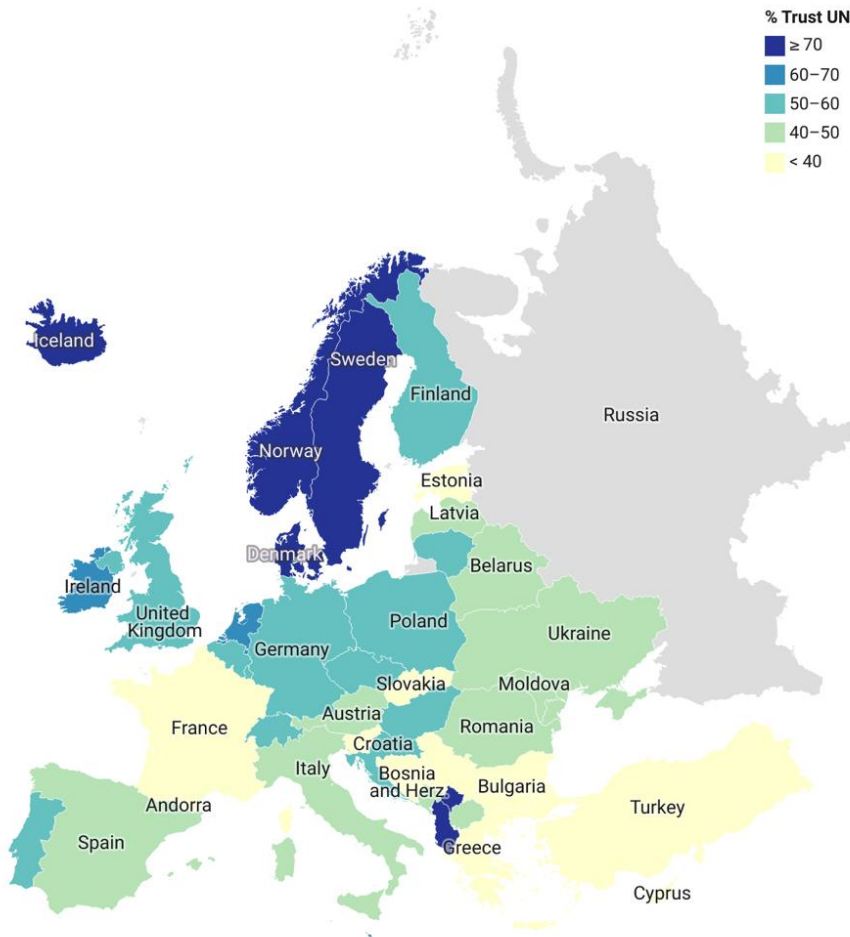 % Trust UN
≥ 70
60–70
50–60
40–50
< 40
Iceland
Sweden
Finland
Russia
Norway
Estonia
Latvia
Denmark
Belarus
Ireland
United
Kingdom
Poland
Ukraine
Germany
Slovakia
Moldova
Austria
France
Romania
Croatia
Italy
Bosnia
and Herz.
Bulgaria
Andorra
Turkey
Spain
Greece
Cyprus